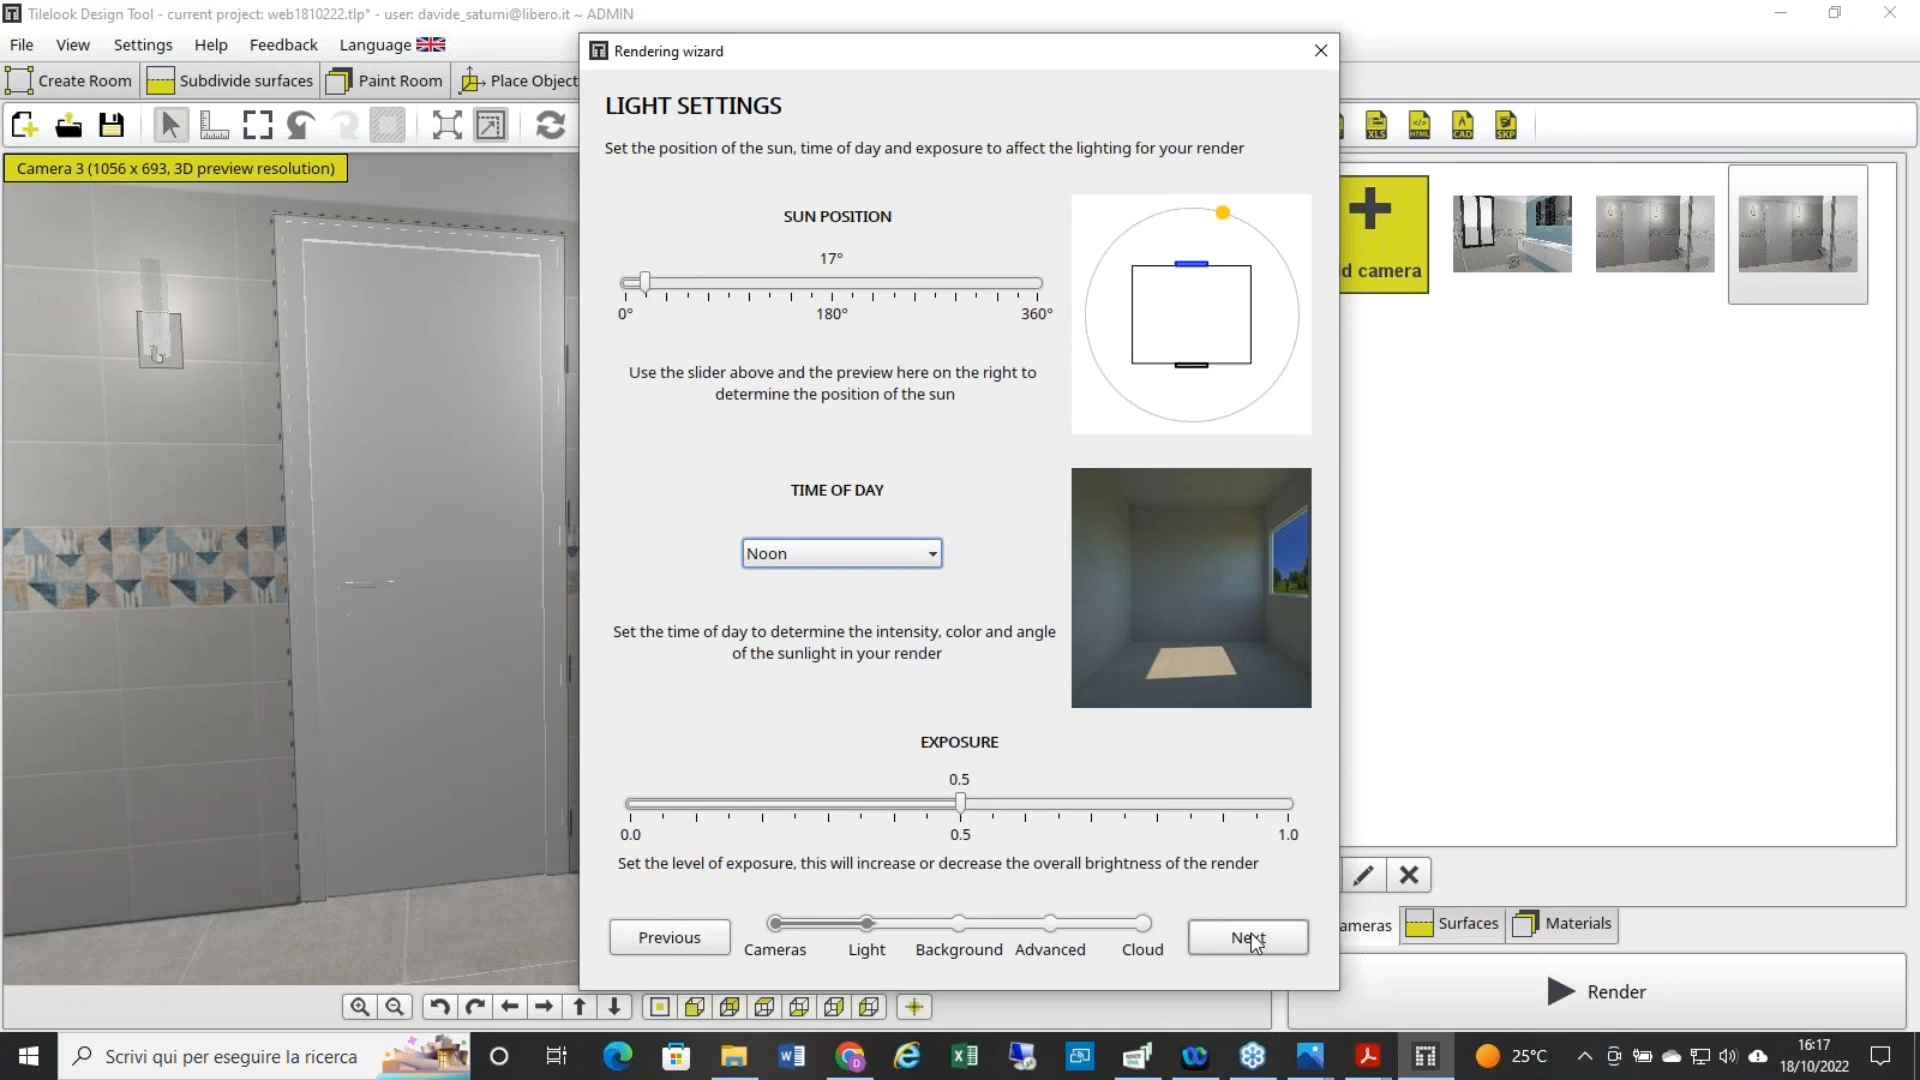 Tilelook Design Tool - current project: web1810222.tlp* - user: davide_saturni@libero.it ~ ADMIN
File View Settings Help Feedback Language
Create Room Subdivide surfaces Paint Room Place Object
XLS HTML CAD SKP
Camera 3 (1056 x 693, 3D preview resolution)
Rendering wizard
LIGHT SETTINGS
Set the position of the sun, time of day and exposure to affect the lighting for your render
SUN POSITION
17°
0° 180° 360°
Use the slider above and the preview here on the right to
determine the position of the sun
TIME OF DAY
Noon
Set the time of day to determine the intensity, color and angle
of the sunlight in your render
EXPOSURE
0.5
0.0 0.5 1.0
Set the level of exposure, this will increase or decrease the overall brightness of the render
Previous Cameras Light Background Advanced Cloud Next
d camera
ameras Surfaces Materials
Render
Scrivi qui per eseguire la ricerca
25°C
16:17
18/10/2022